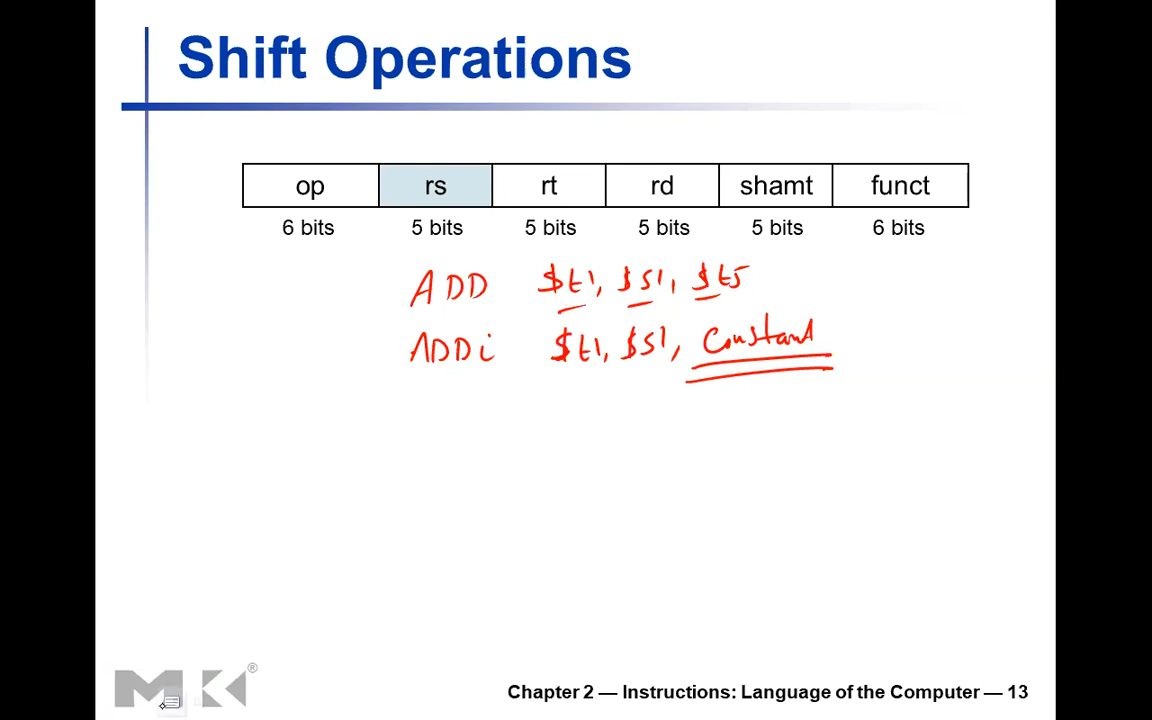 Shift Operations
op rs rt rd shamt funct
6 bits 5 bits 5 bits 5 bits 5 bits 6 bits
ADD $t1, $s1, $t5
ADDi $t1, $s1, Constant
MK®
Chapter 2 — Instructions: Language of the Computer — 13